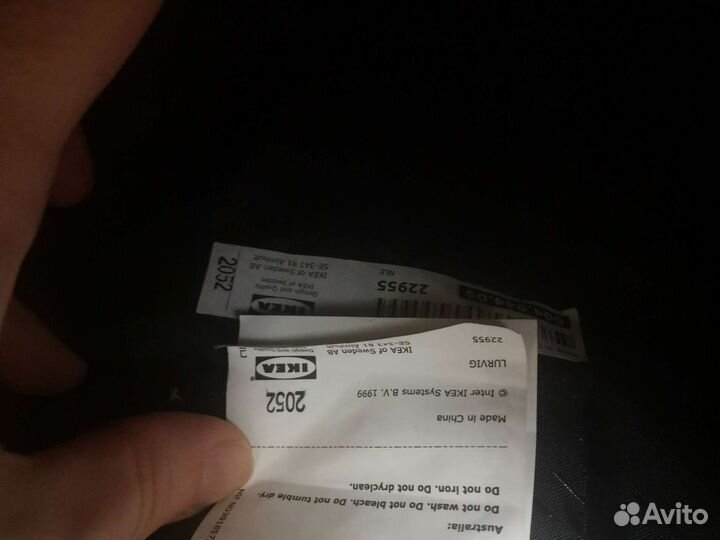 2052
IKEA
Design and Quality
IKEA of Sweden
IKEA of Sweden AB
SE-343 81 Älmhult
22955
NLE
Australia:
Do not wash. Do not bleach. Do not tumble dry.
Do not iron. Do not dryclean.
Made in China
2052
© Inter IKEA Systems B.V. 1999
IKEA
LURVIG
IKEA of Sweden AB
SE-343 81 Älmhult
22955
Avito